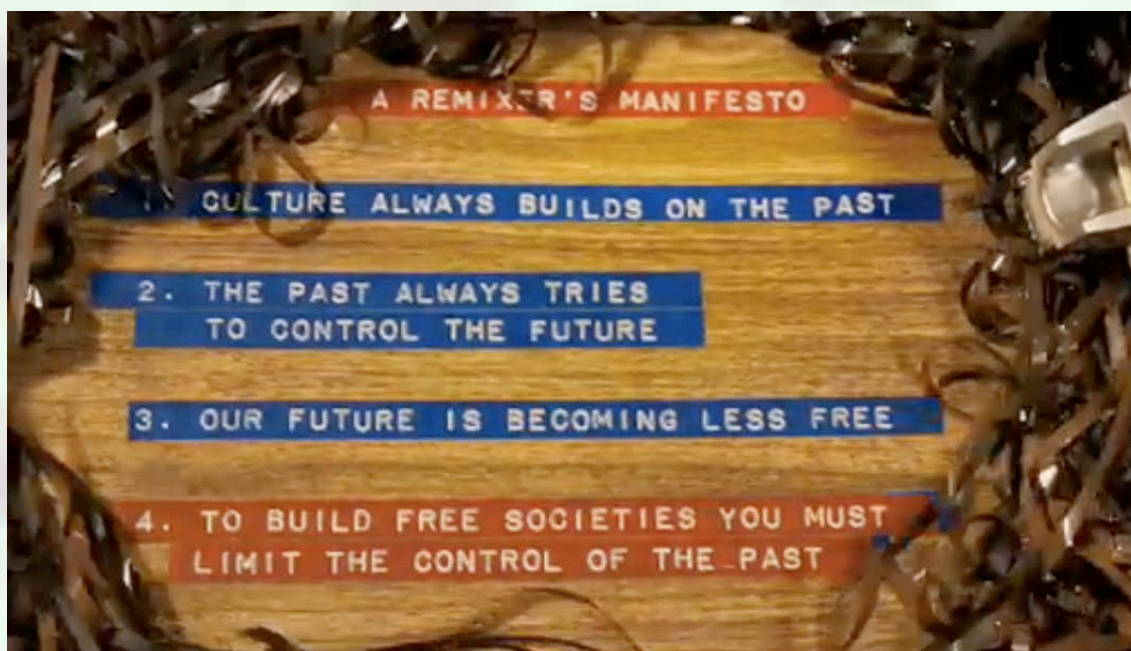 A REMIXER'S MANIFESTO
1. CULTURE ALWAYS BUILDS ON THE PAST
2. THE PAST ALWAYS TRIES
TO CONTROL THE FUTURE
3. OUR FUTURE IS BECOMING LESS FREE
4. TO BUILD FREE SOCIETIES YOU MUST
LIMIT THE CONTROL OF THE PAST